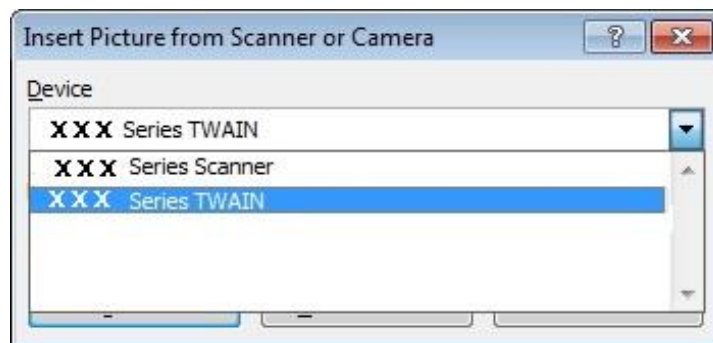 Insert Picture from Scanner or Camera
Device
XXX Series TWAIN
XXX Series Scanner
XXX Series TWAIN